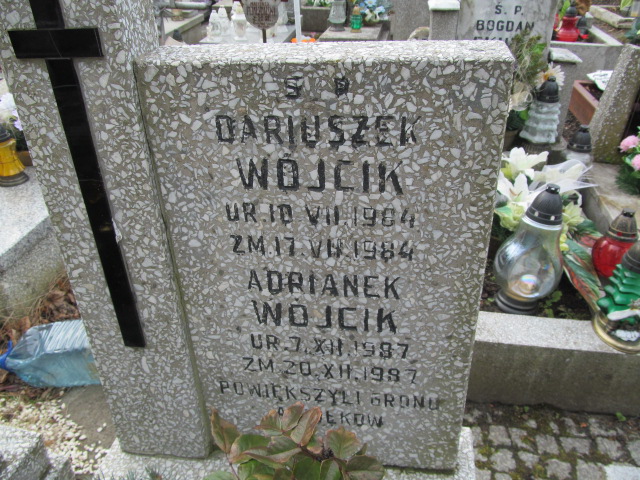 Ś P
DARIUSZEK
WÓJCIK
UR. 10 VII. 1984
ZM. 17. VII. 1984
ADRIANEK
WÓJCIK
UR. 7. XII. 1987
ZM. 20. XII. 1987
POWIĘKSZYLI GRONO
Ś. P.
BOGDAN